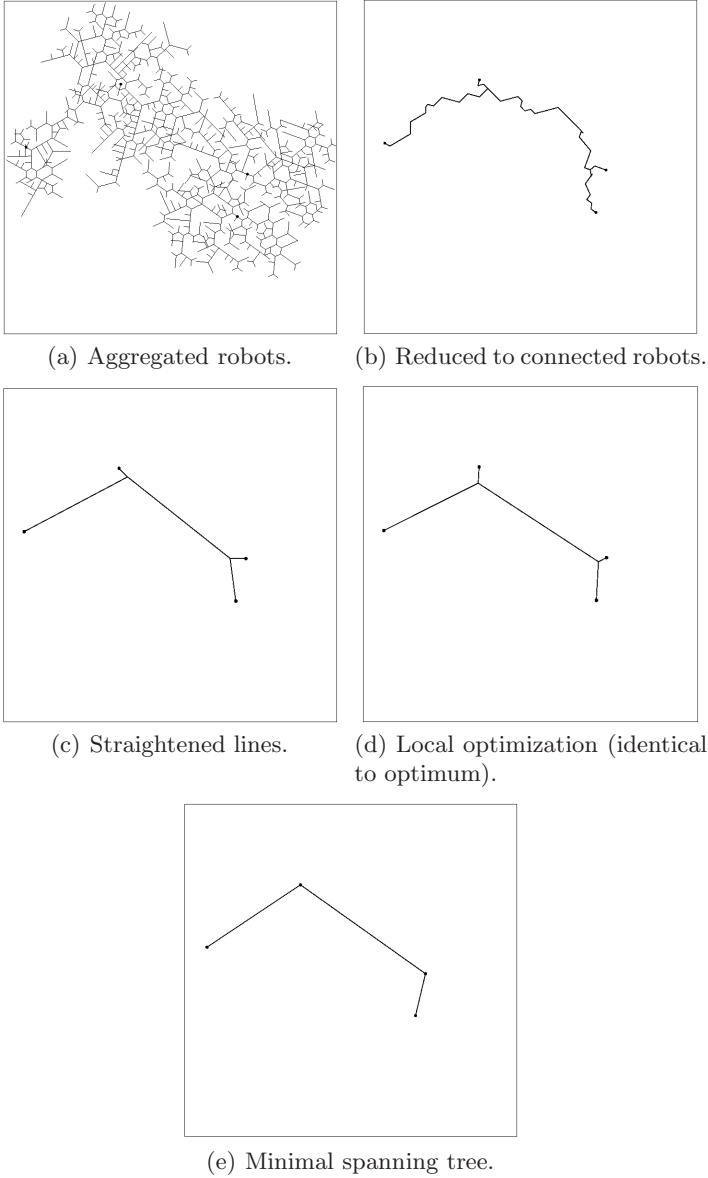 (a) Aggregated robots.
(b) Reduced to connected robots.
(c) Straightened lines.
(d) Local optimization (identical
to optimum).
(e) Minimal spanning tree.